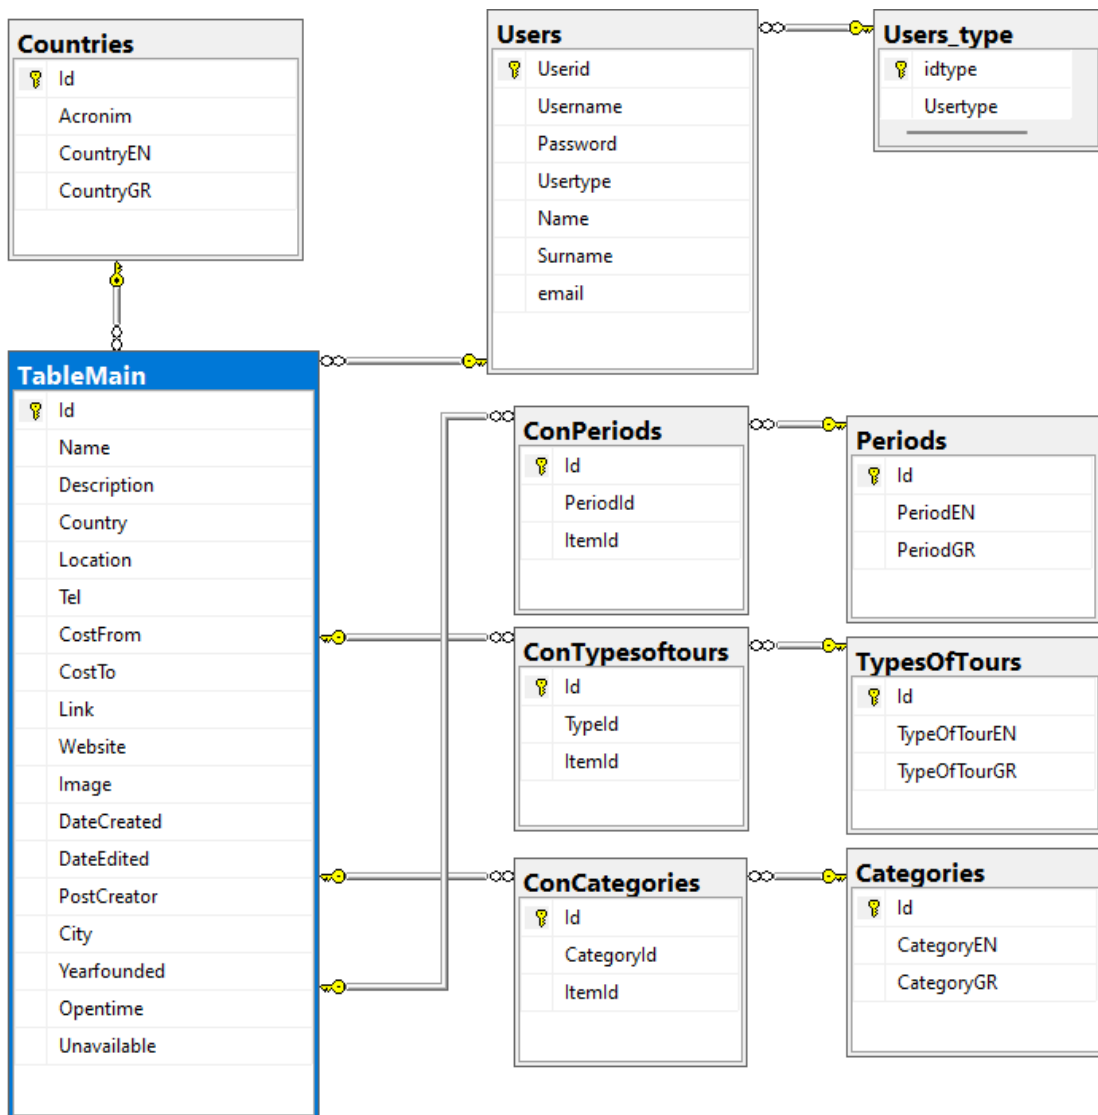 Countries
Id
Acronim
CountryEN
CountryGR
Users
Userid
Username
Password
Usertype
Name
Surname
email
Users_type
idtype
Usertype
TableMain
Id
Name
Description
Country
Location
Tel
CostFrom
CostTo
Link
Website
Image
DateCreated
DateEdited
PostCreator
City
Yearfounded
Opentime
Unavailable
ConPeriods
Id
PeriodId
ItemId
Periods
Id
PeriodEN
PeriodGR
ConTypesoftours
Id
TypeId
ItemId
TypesOfTours
Id
TypeOfTourEN
TypeOfTourGR
ConCategories
Id
CategoryId
ItemId
Categories
Id
CategoryEN
CategoryGR